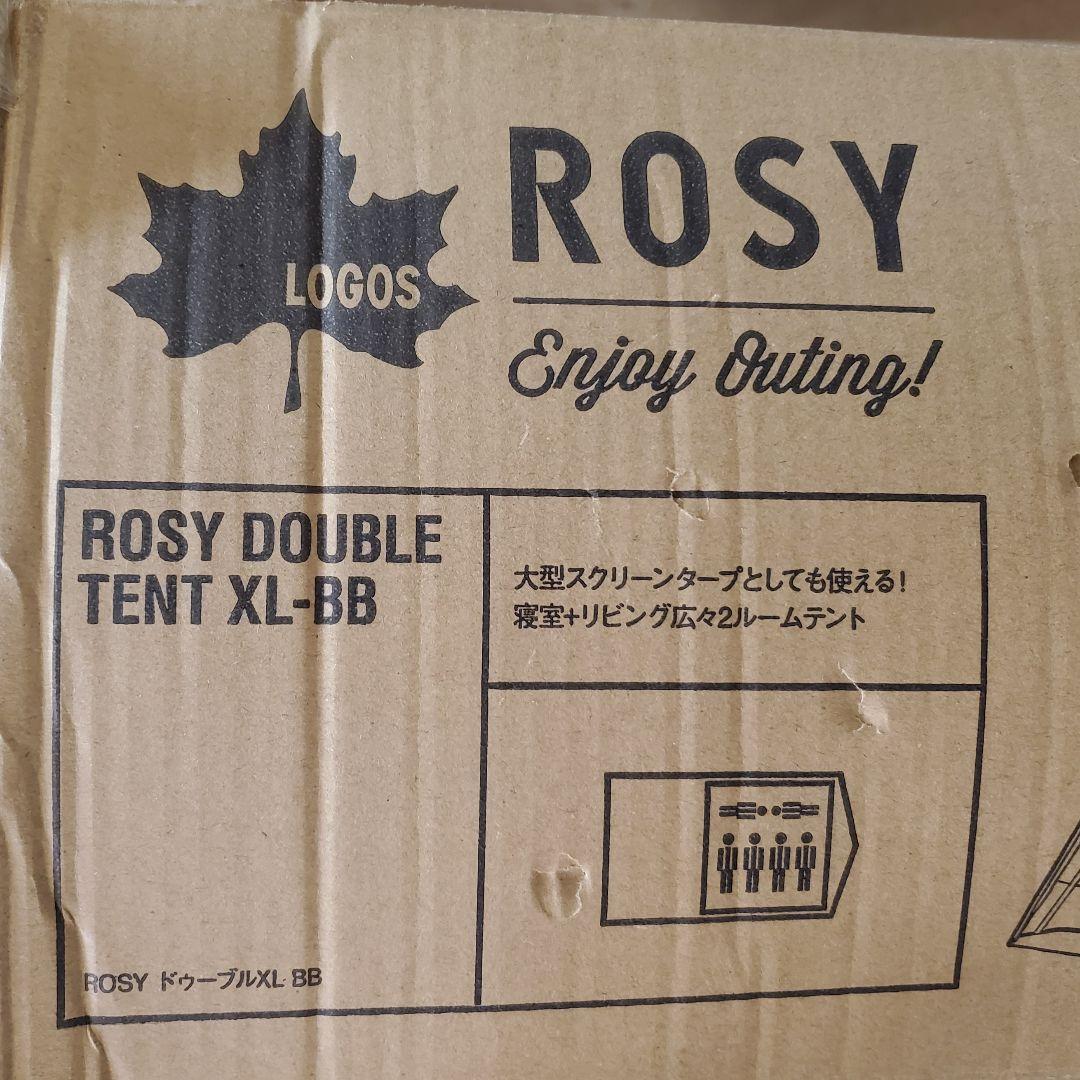 LOGOS
ROSY
Enjoy Outing!
ROSY DOUBLE
TENT XL-BB
大型スクリーンタープとしても使える!
寝室+リビング広々2ルームテント
ROSY ドゥーブルXL BB